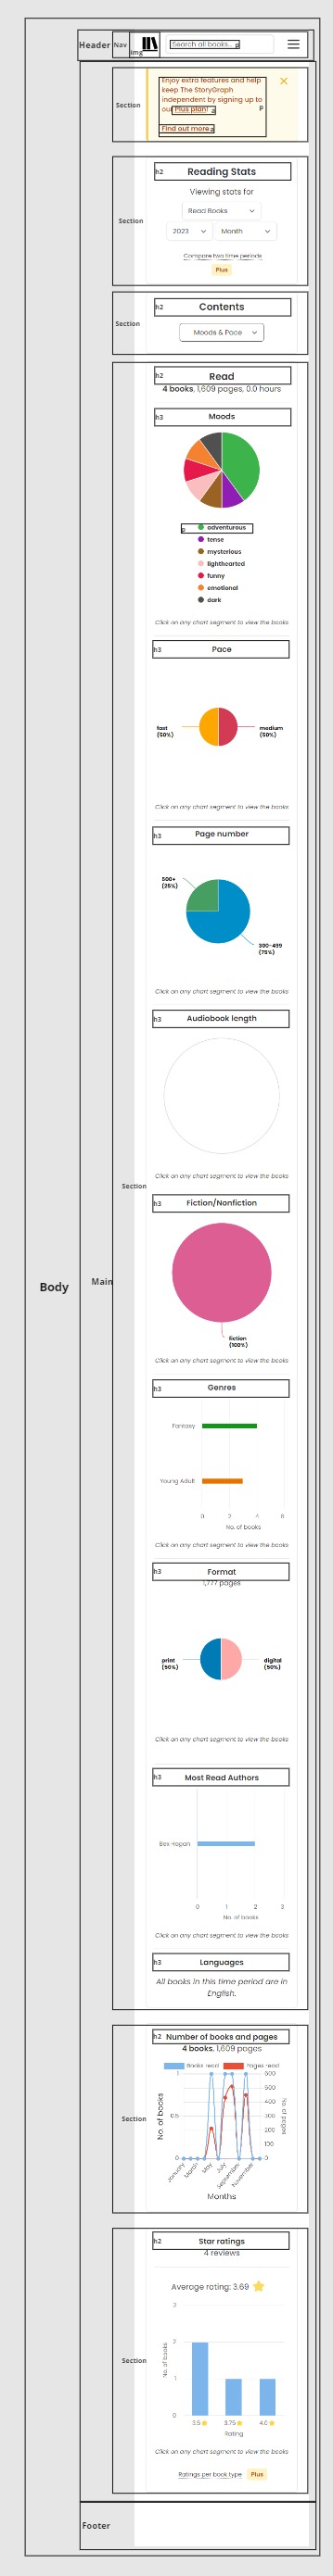 Header Nav
img
Search all books... p
Section
Enjoy extra features and help
keep The StoryGraph
independent by signing up to
our Plus plan! a
p
Find out more a
h2 Reading Stats
Section
Viewing stats for
Read Books
2023 Month
Compare two time periods
Plus
h2 Contents
Section
Moods & Pace
h2 Read
4 books, 1,609 pages, 0.0 hours
h3 Moods
p adventurous
tense
mysterious
lighthearted
funny
emotional
dark
Click on any chart segment to view the books
h3 Pace
fast
(50%)
medium
(50%)
Click on any chart segment to view the books
h3 Page number
500+
(25%)
300-499
(75%)
Click on any chart segment to view the books
h3 Audiobook length
Click on any chart segment to view the books
Section
h3 Fiction/Nonfiction
Body
Main
fiction
(100%)
Click on any chart segment to view the books
h3 Genres
Fantasy
Young Adult
0 2 4 6
No. of books
Click on any chart segment to view the books
h3 Format
1,777 pages
print
(50%)
digital
(50%)
Click on any chart segment to view the books
h3 Most Read Authors
Bex Hogan
0 1 2 3
No. of books
Click on any chart segment to view the books
h3 Languages
All books in this time period are in
English.
h2 Number of books and pages
4 books, 1,609 pages
Books read Pages read
1 0.5 0
No. of books
600 500 400 300 200 100 0
No. of pages
Section
January March May July September November
Months
h2 Star ratings
4 reviews
Average rating: 3.69
3
2
1
0
No. of books
Section
3.5 3.75 4.0
Rating
Click on any chart segment to view the books
Ratings per book type Plus
Footer